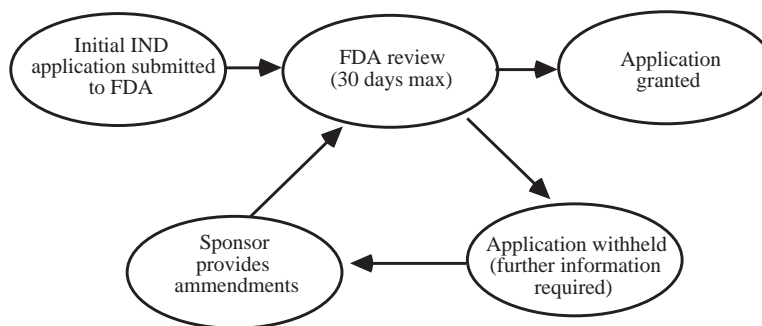 Initial IND
application submitted
to FDA
FDA review
(30 days max)
Application
granted
Sponsor
provides
ammendments
Application withheld
(further information
required)